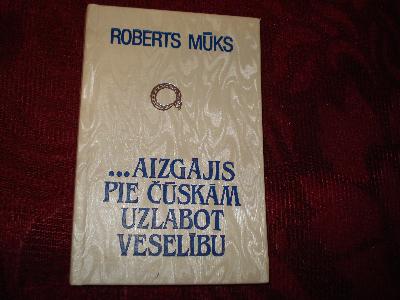 ROBERTS MŪKS
...AIZGĀJIS
PIE ČŪSKĀM
UZLABOT
VESELĪBU